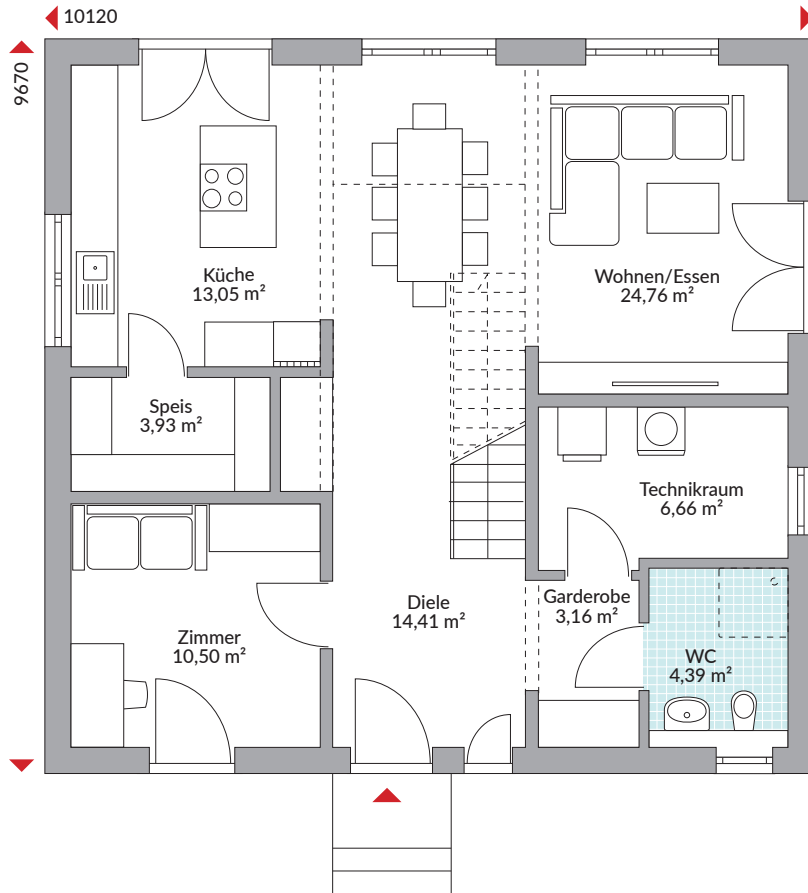 10120
9670
Küche
13,05 m²
Wohnen/Essen
24,76 m²
Speis
3,93 m²
Technikraum
6,66 m²
Diele
14,41 m²
Garderobe
3,16 m²
Zimmer
10,50 m²
WC
4,39 m²